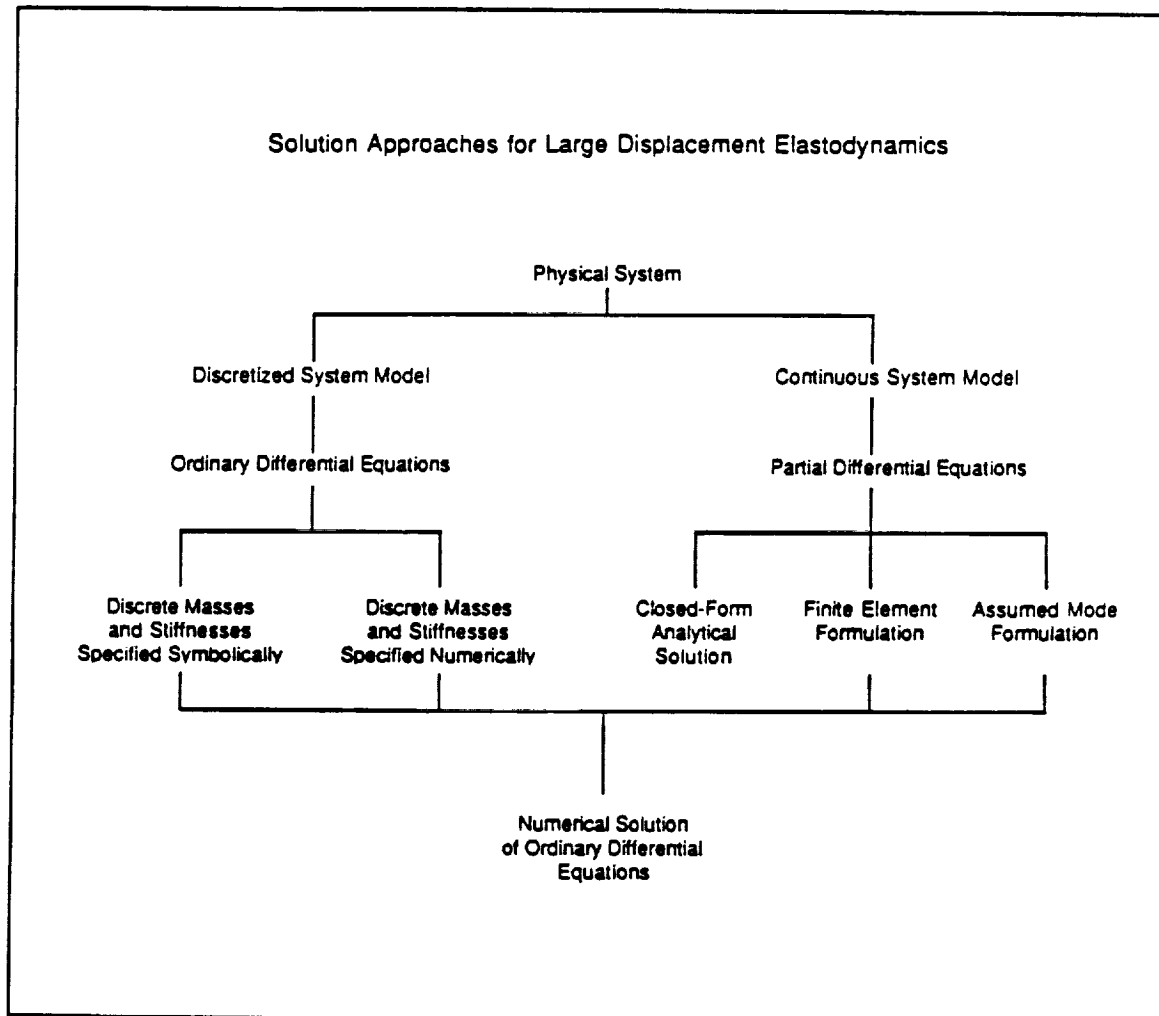 Solution Approaches for Large Displacement Elastodynamics
Physical System
Discretized System Model
Continuous System Model
Ordinary Differential Equations
Partial Differential Equations
Discrete Masses
and Stiffnesses
Specified Symbolically
Discrete Masses
and Stiffnesses
Specified Numerically
Closed-Form
Analytical
Solution
Finite Element
Formulation
Assumed Mode
Formulation
Numerical Solution
of Ordinary Differential
Equations